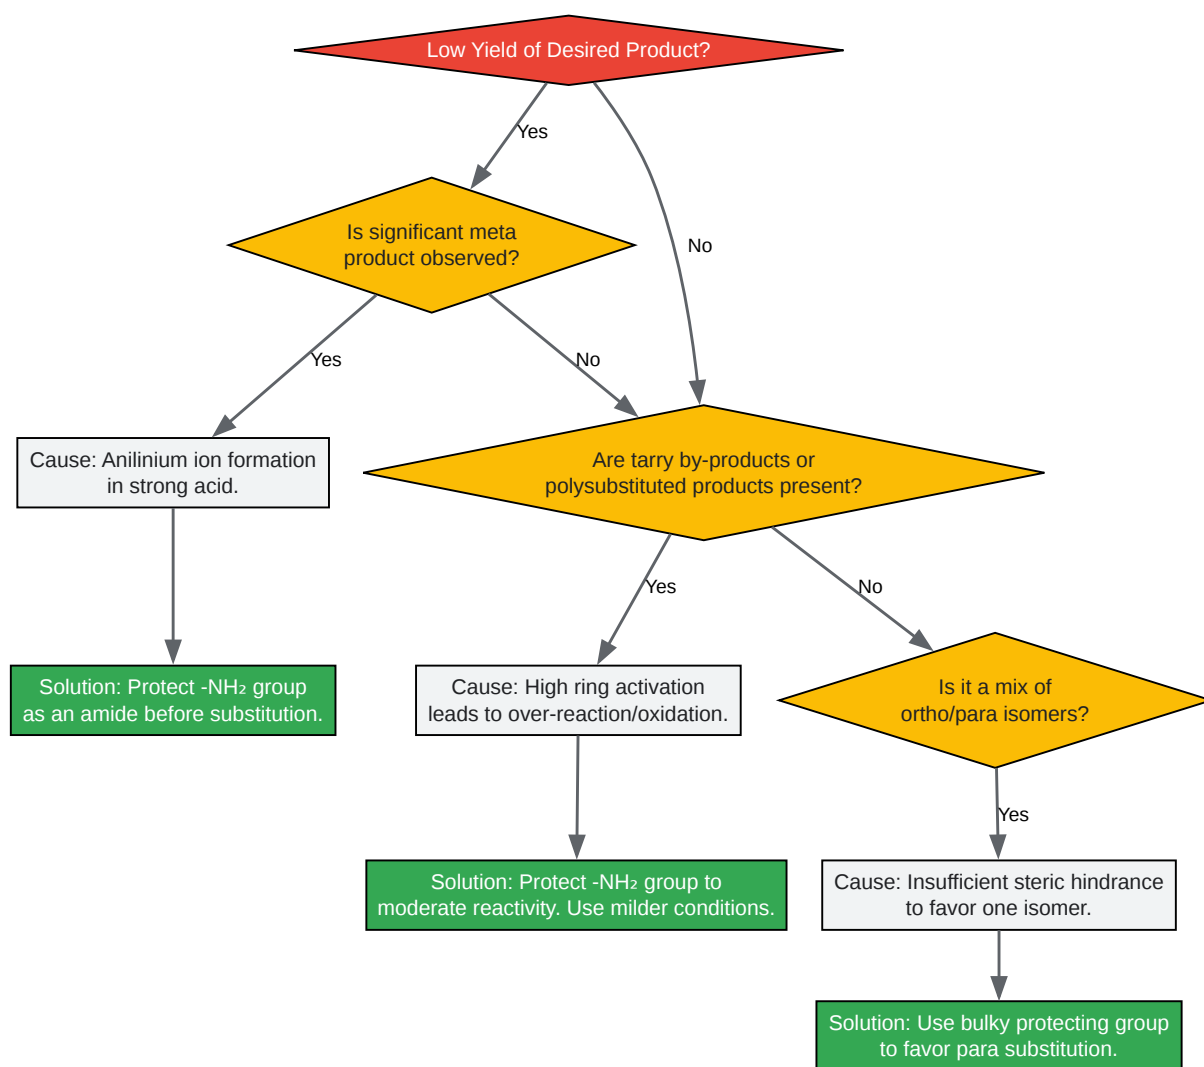 Low Yield of Desired Product?
Yes
Is significant meta
product observed?
No
Yes
No
Cause: Anilinium ion formation
in strong acid.
Are tarry by-products or
polysubstituted products present?
Yes
No
Solution: Protect -NH₂ group
as an amide before substitution.
Cause: High ring activation
leads to over-reaction/oxidation.
Is it a mix of
ortho/para isomers?
Yes
Solution: Protect -NH₂ group to
moderate reactivity. Use milder conditions.
Cause: Insufficient steric hindrance
to favor one isomer.
Solution: Use bulky protecting group
to favor para substitution.